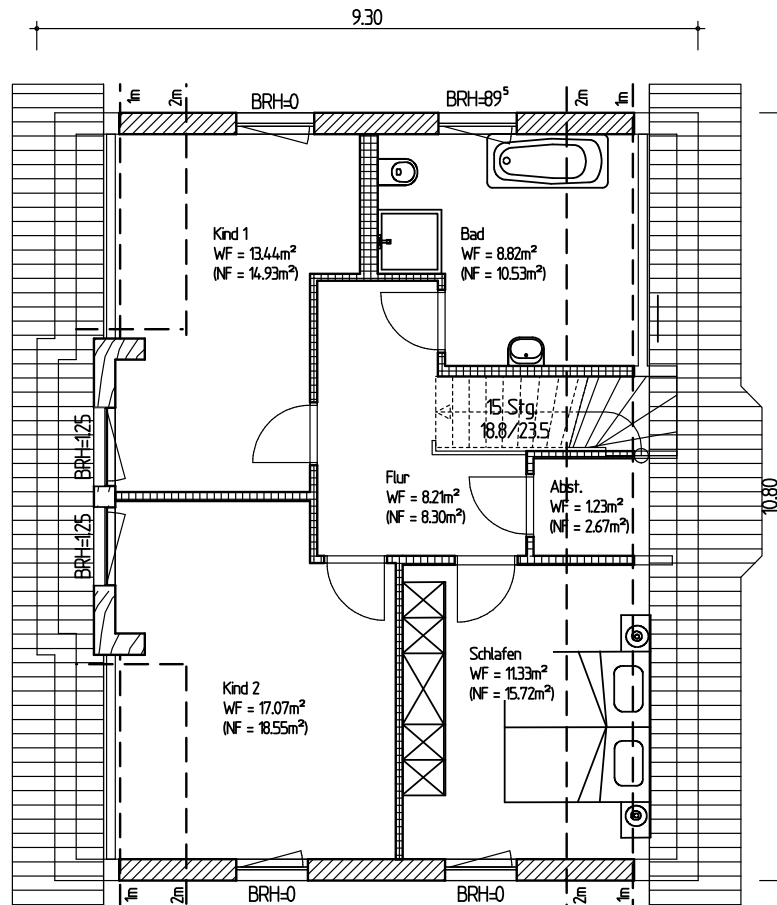 9.30
1m
2m
BRH=0
BRH=89⁵
2m
1m
Kind 1
WF = 13.44m²
(NF = 14.93m²)
Bad
WF = 8.82m²
(NF = 10.53m²)
15 Stg.
18.8/23.5
BRH=1.25
Flur
WF = 8.21m²
(NF = 8.30m²)
Abst.
WF = 1.23m²
(NF = 2.67m²)
10.80
BRH=1.25
Kind 2
WF = 17.07m²
(NF = 18.55m²)
Schlafen
WF = 11.33m²
(NF = 15.72m²)
1m
2m
BRH=0
BRH=0
2m
1m